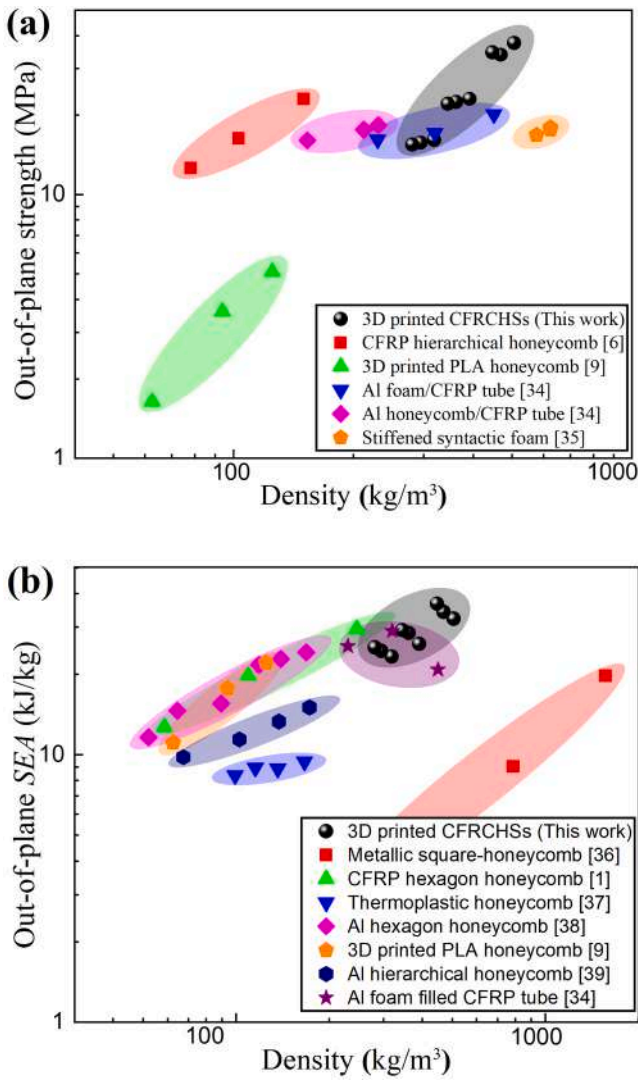 (a)
Out-of-plane strength (MPa)
10
1
3D printed CFRCHSs (This work)
CFRP hierarchical honeycomb [6]
3D printed PLA honeycomb [9]
Al foam/CFRP tube [34]
Al honeycomb/CFRP tube [34]
Stiffened syntactic foam [35]
100
1000
Density (kg/m³)
(b)
Out-of-plane SEA (kJ/kg)
10
1
3D printed CFRCHSs (This work)
Metallic square-honeycomb [36]
CFRP hexagon honeycomb [1]
Thermoplastic honeycomb [37]
Al hexagon honeycomb [38]
3D printed PLA honeycomb [9]
Al hierarchical honeycomb [39]
Al foam filled CFRP tube [34]
100
1000
Density (kg/m³)